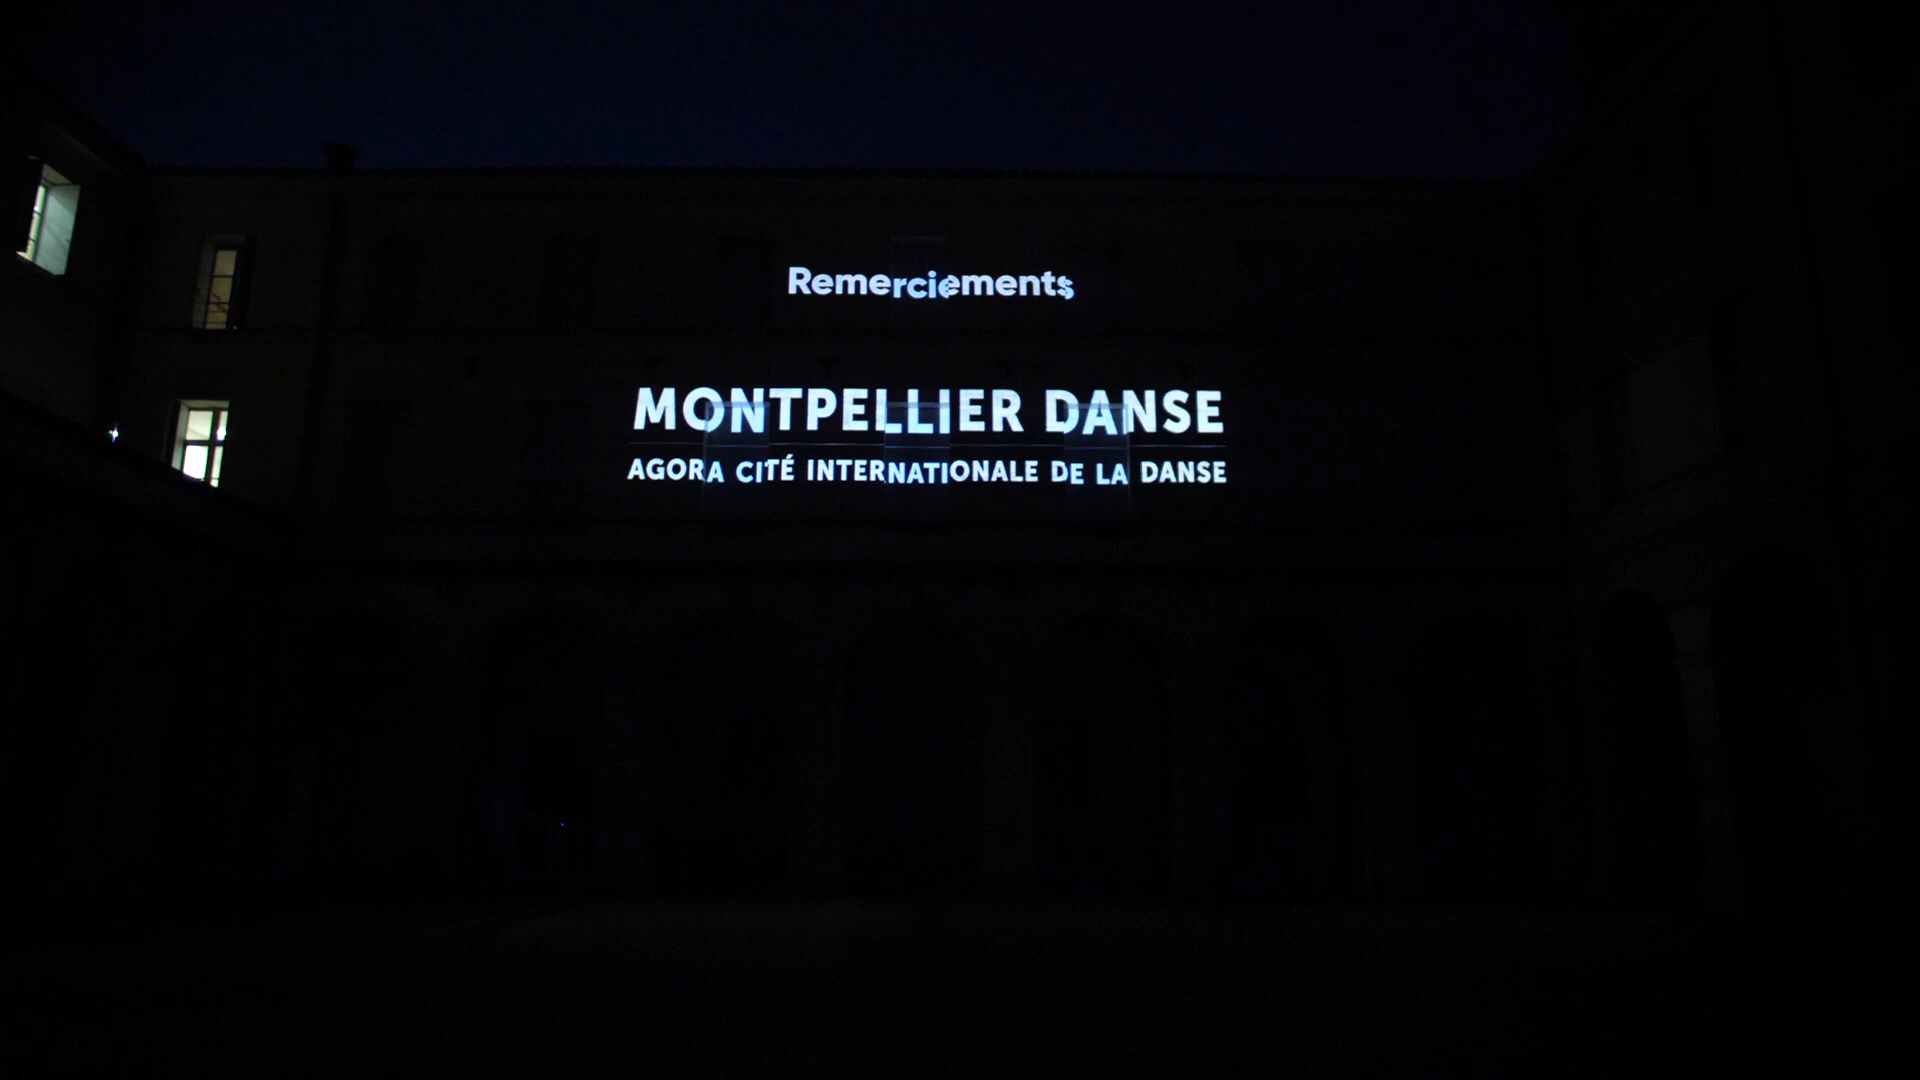 Remerciements
MONTPELLIER DANSE
AGORA CITÉ INTERNATIONALE DE LA DANSE